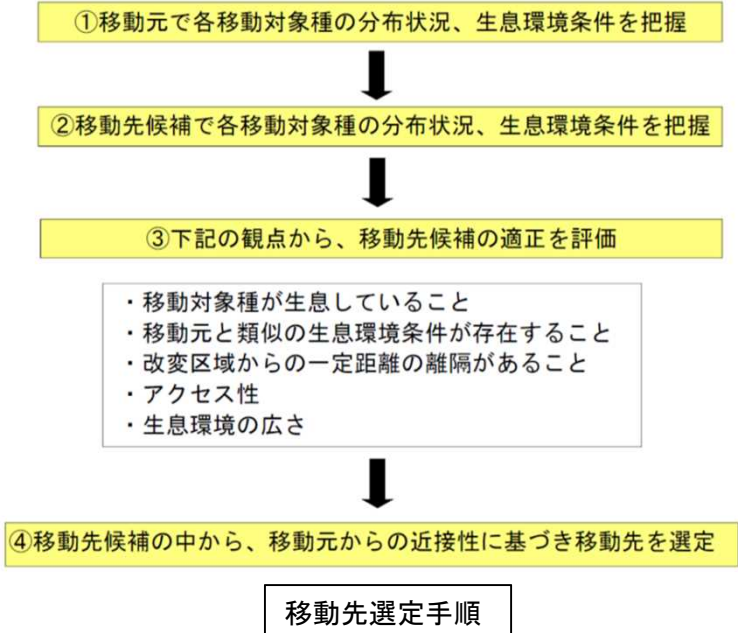 ①移動元で各移動対象種の分布状況、生息環境条件を把握
②移動先候補で各移動対象種の分布状況、生息環境条件を把握
③下記の観点から、移動先候補の適正を評価
・移動対象種が生息していること
・移動元と類似の生息環境条件が存在すること
・改変区域からの一定距離の離隔があること
・アクセス性
・生息環境の広さ
④移動先候補の中から、移動元からの近接性に基づき移動先を選定
移動先選定手順